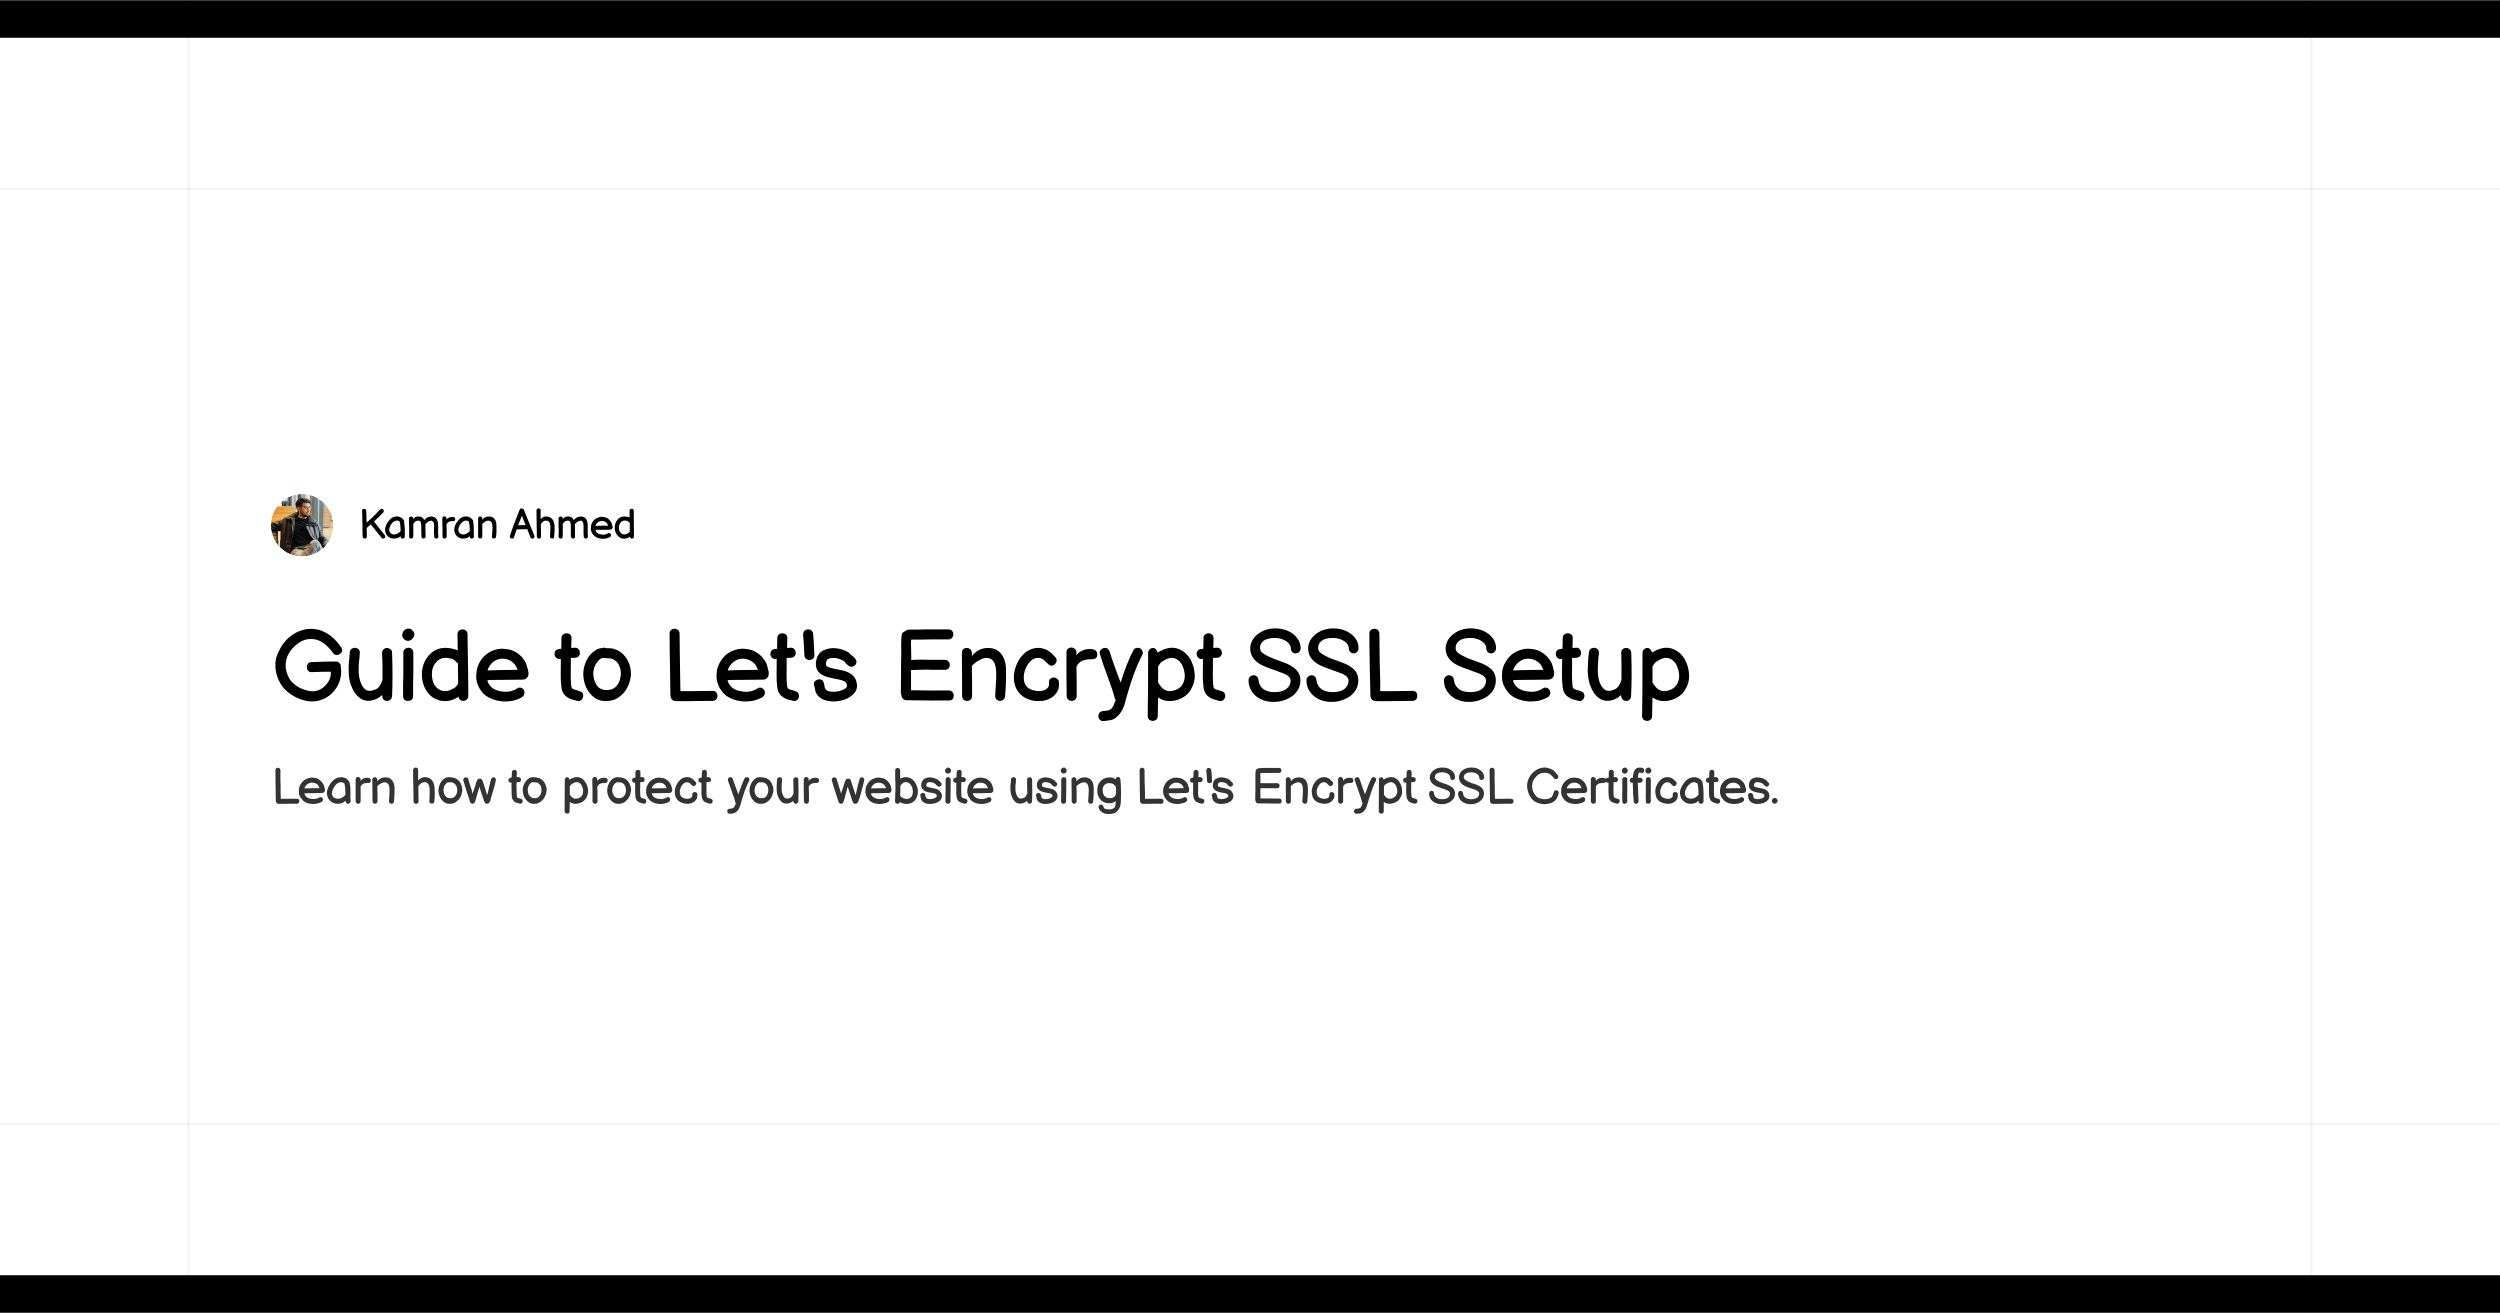 Kamran Ahmed
Guide to Let's Encrypt SSL Setup
Learn how to protect your website using Let's Encrypt SSL Certificates.